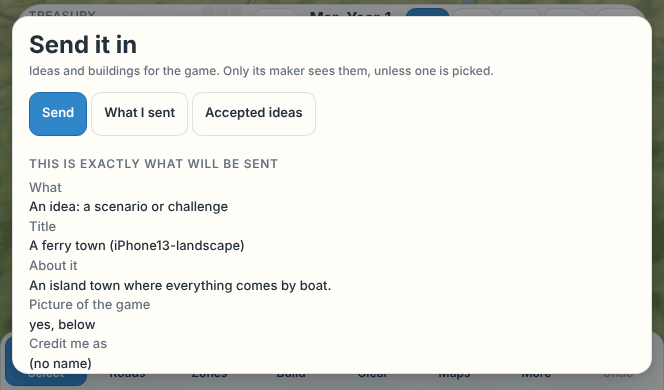 TREASURY
Mar, Year 1
Send it in
Ideas and buildings for the game. Only its maker sees them, unless one is picked.
Send
What I sent
Accepted ideas
THIS IS EXACTLY WHAT WILL BE SENT
What
An idea: a scenario or challenge
Title
A ferry town (iPhone13-landscape)
About it
An island town where everything comes by boat.
Picture of the game
yes, below
Credit me as
(no name)
Select
Roads
Zones
Build
Clear
Maps
More
Undo